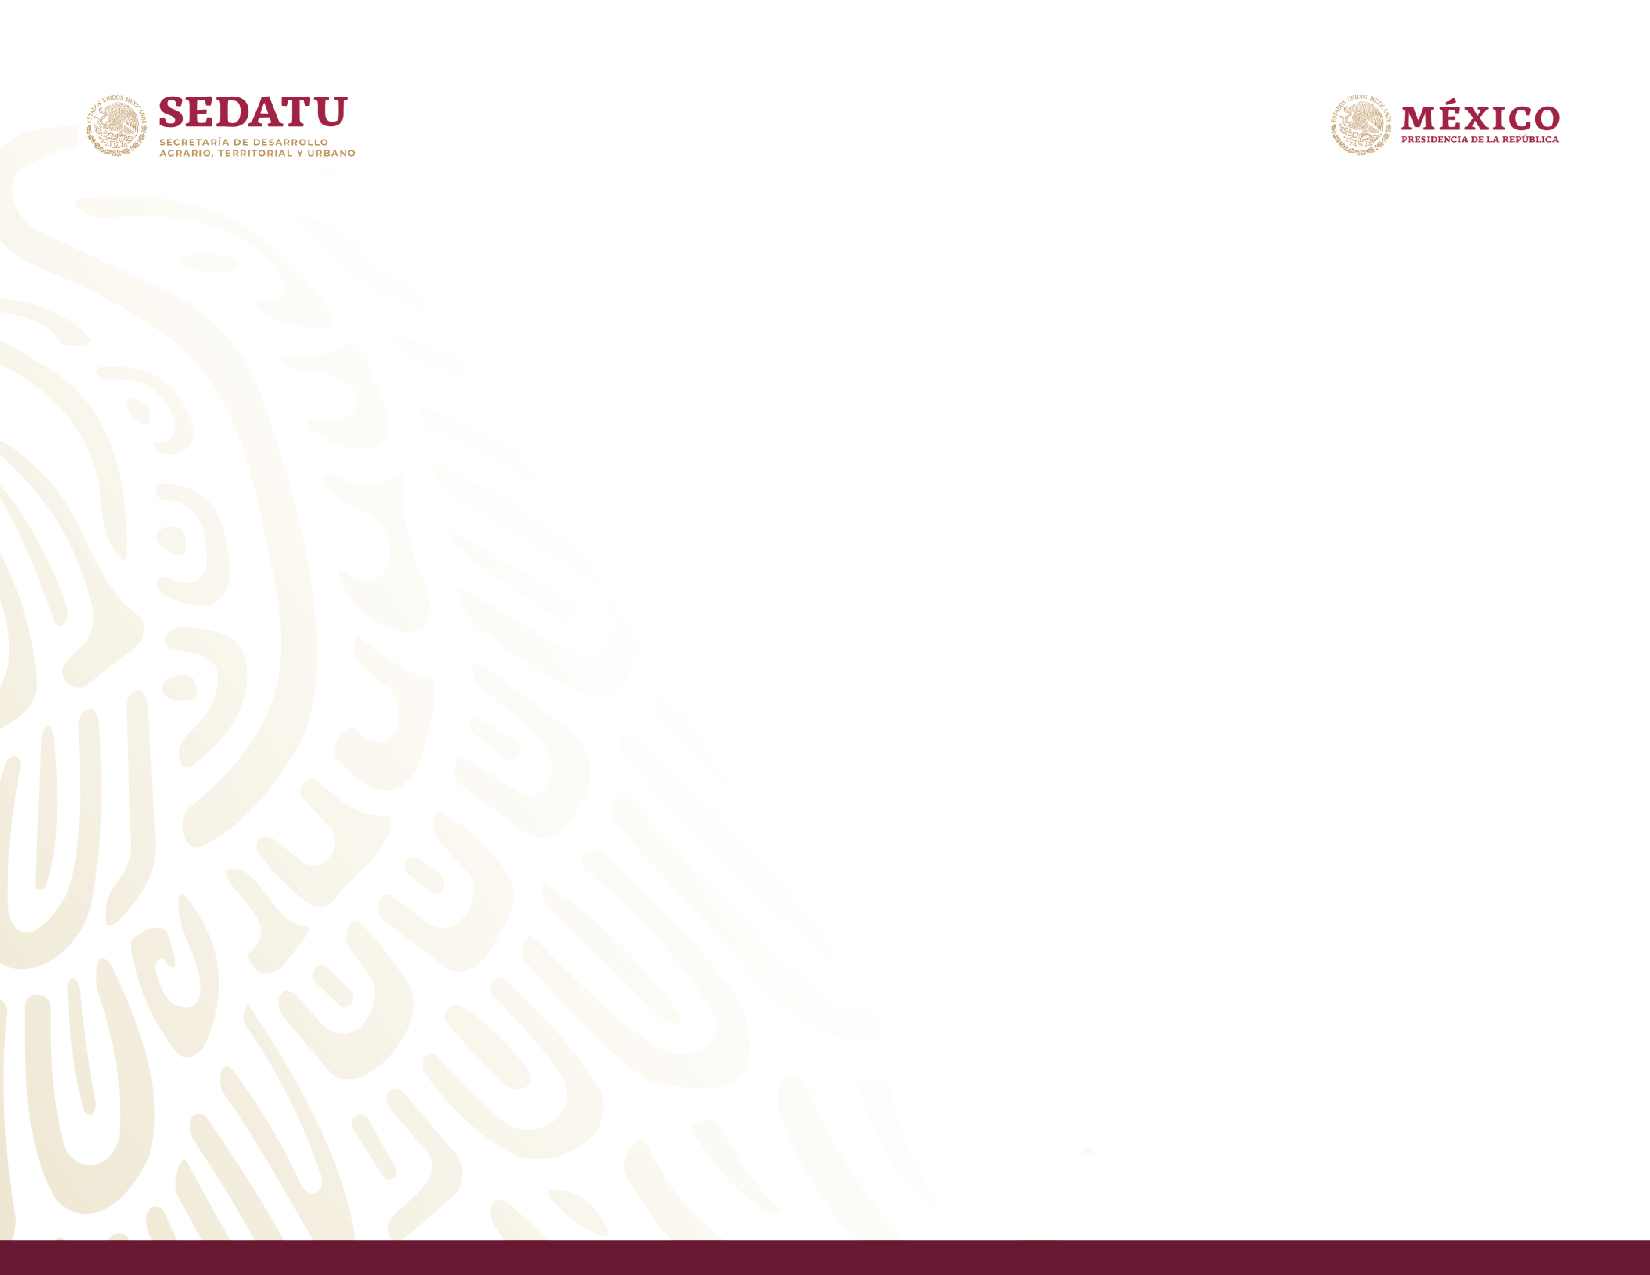 SEDATU
SECRETARÍA DE DESARROLLO
AGRARIO, TERRITORIAL Y URBANO
MÉXICO
PRESIDENCIA DE LA REPÚBLICA